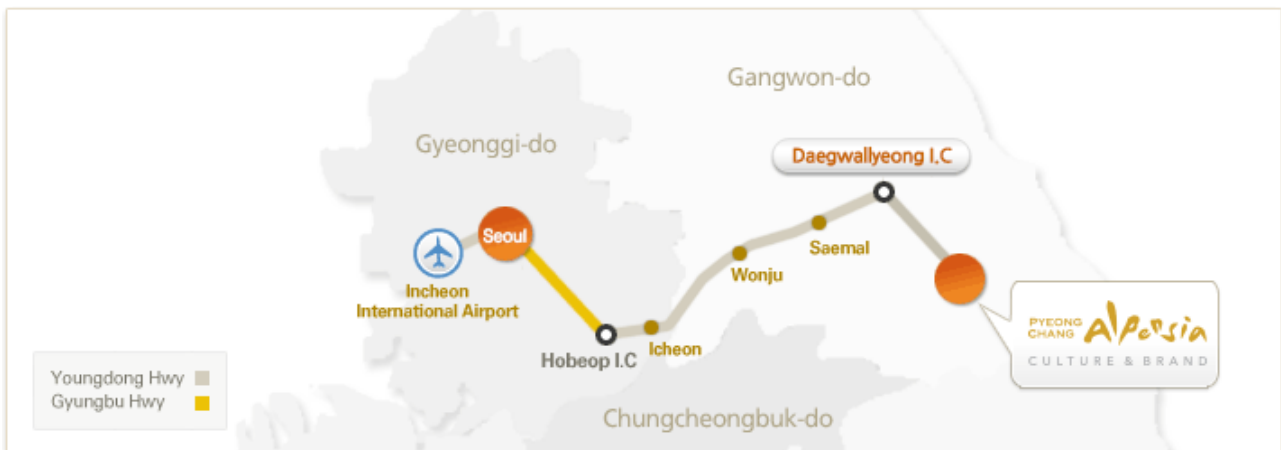 Gangwon-do
Gyeonggi-do
Daegwallyeong I.C
Seoul
Saemal
Wonju
Incheon
International Airport
Icheon
Hobeop I.C
PYEONG
CHANG
Alpensia
CULTURE & BRAND
Youngdong Hwy
Gyungbu Hwy
Chungcheongbuk-do